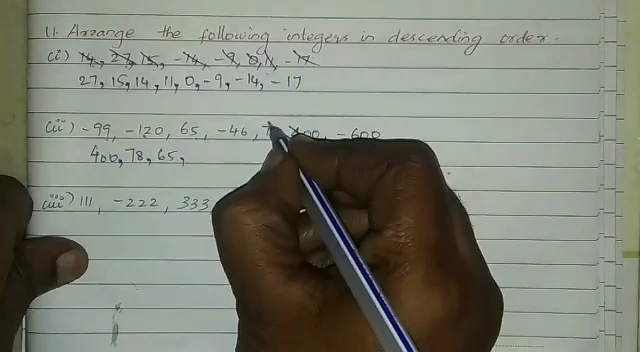 11. Arrange the following integers in descending order.
(i) 14, 27, 15, -14, -9, 0, 11, -17
27, 15, 14, 11, 0, -9, -14, -17
(ii) -99, -120, 65, -46, 400, -600
400, 78, 65,
(iii) 111, -222, 333